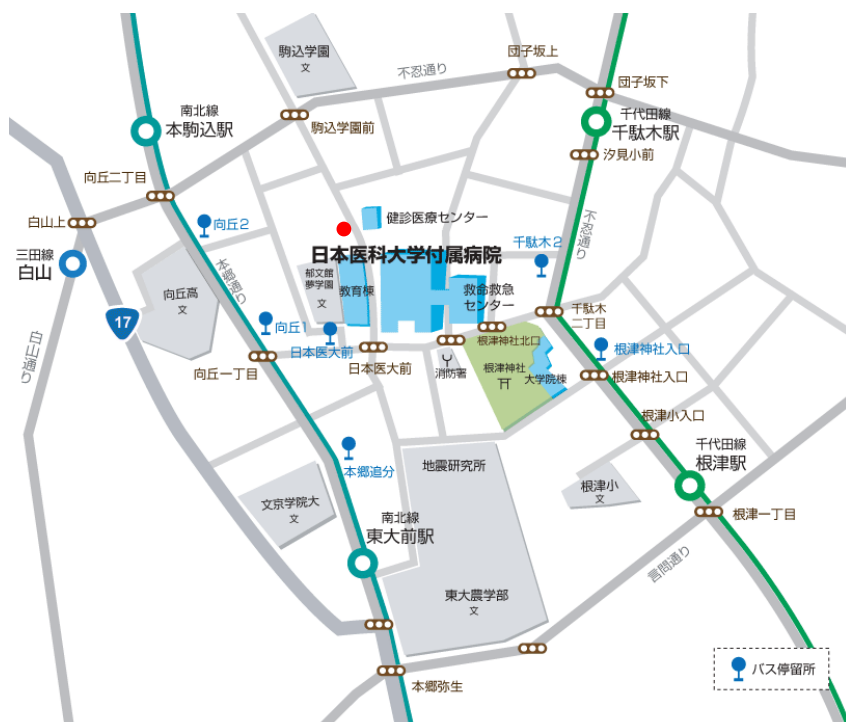 駒込学園
文
不忍通り
団子坂上
団子坂下
千代田線
千駄木駅
南北線
本駒込駅
駒込学園前
汐見小前
向丘二丁目
白山上
向丘2
健診医療センター
不忍通り
三田線
白山
日本医科大学付属病院
千駄木2
本郷通り
向丘高
文
郁文館
夢学園
文
教育棟
救命救急
センター
17
千駄木
二丁目
白山通り
向丘1
日本医大前
向丘一丁目
日本医大前
消防署
根津神社北口
根津神社
大学院棟
根津神社入口
根津神社入口
根津小入口
本郷追分
地震研究所
千代田線
根津駅
文京学院大
文
根津小
文
根津一丁目
南北線
東大前駅
言問通り
東大農学部
文
本郷弥生
バス停留所